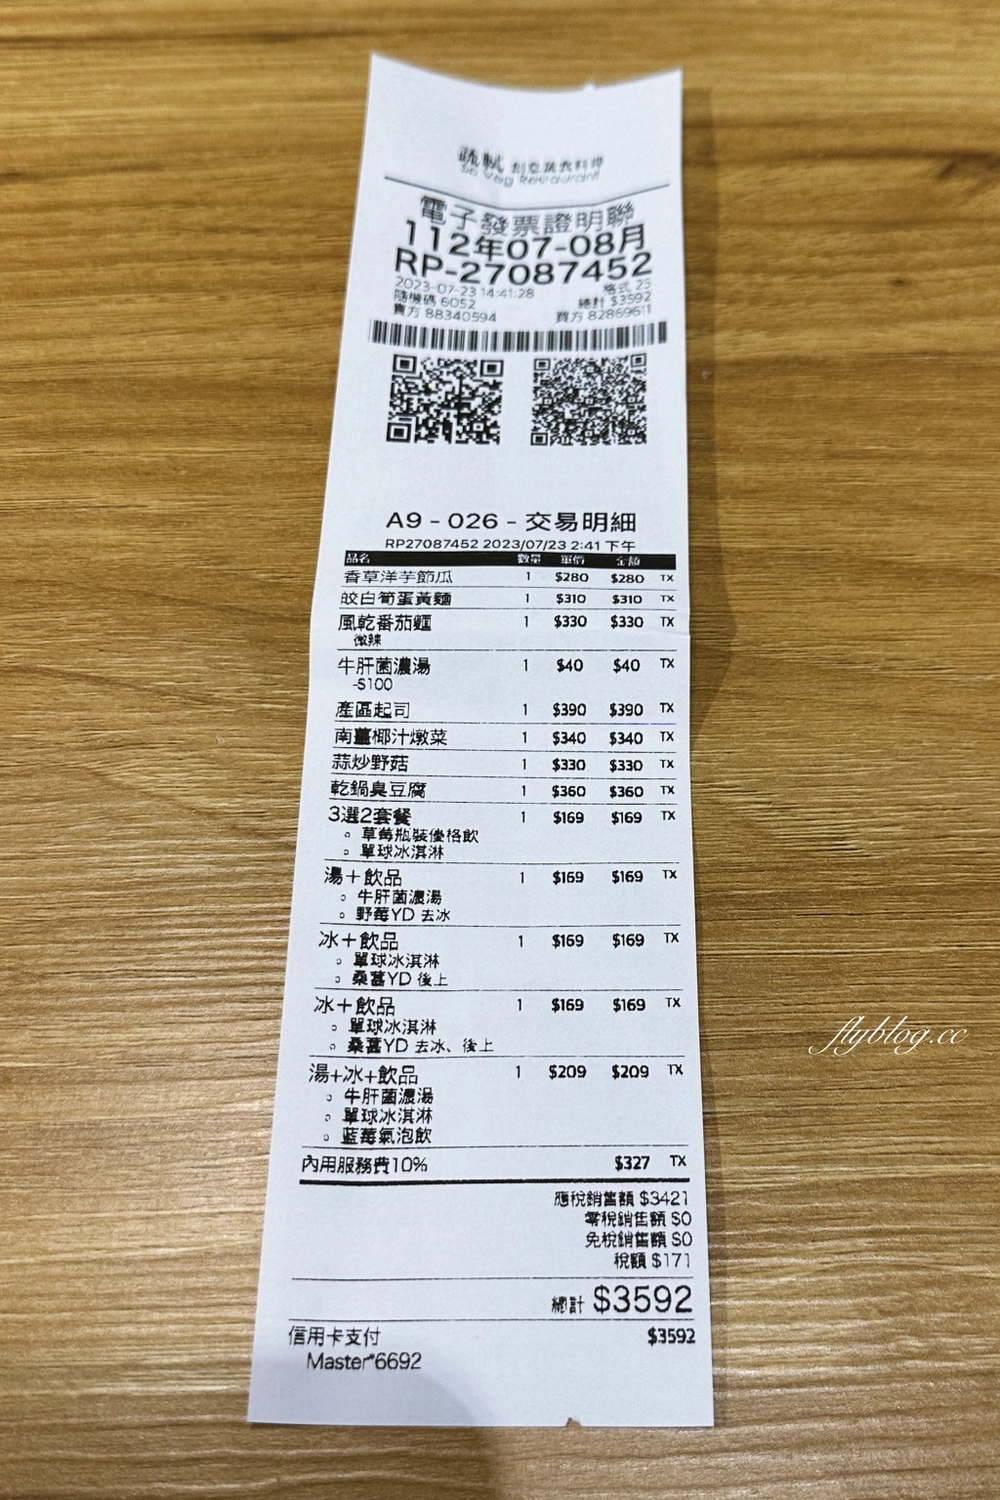 蔬軾 創意蔬食料理
So Veg Restaurant
電子發票證明聯
112年07-08月
RP-27087452
2023-07-23 14:41:28 格式 25
隨機碼 6052 總計 $3592
賣方 88340594 買方 82869611
A9 - 026 - 交易明細
RP27087452 2023/07/23 2:41 下午
品名 數量 單價 金額
香草洋芋節瓜 1 $280 $280 TX
皎白筍蛋黃麵 1 $310 $310 TX
風乾番茄麵 1 $330 $330 TX
微辣
牛肝菌濃湯 1 $40 $40 TX
-$100
產區起司 1 $390 $390 TX
南薑椰汁燉菜 1 $340 $340 TX
蒜炒野菇 1 $330 $330 TX
乾鍋臭豆腐 1 $360 $360 TX
3選2套餐 1 $169 $169 TX
草莓瓶裝優格飲
單球冰淇淋
湯+飲品 1 $169 $169 TX
牛肝菌濃湯
野莓YD 去冰
冰+飲品 1 $169 $169 TX
單球冰淇淋
桑葚YD 後上
冰+飲品 1 $169 $169 TX
單球冰淇淋
桑葚YD 去冰、後上
湯+冰+飲品 1 $209 $209 TX
牛肝菌濃湯
單球冰淇淋
藍莓氣泡飲
內用服務費10% $327 TX
應稅銷售額 $3421
零稅銷售額 $0
免稅銷售額 $0
稅額 $171
總計 $3592
信用卡支付 $3592
Master*6692
flyblog.cc